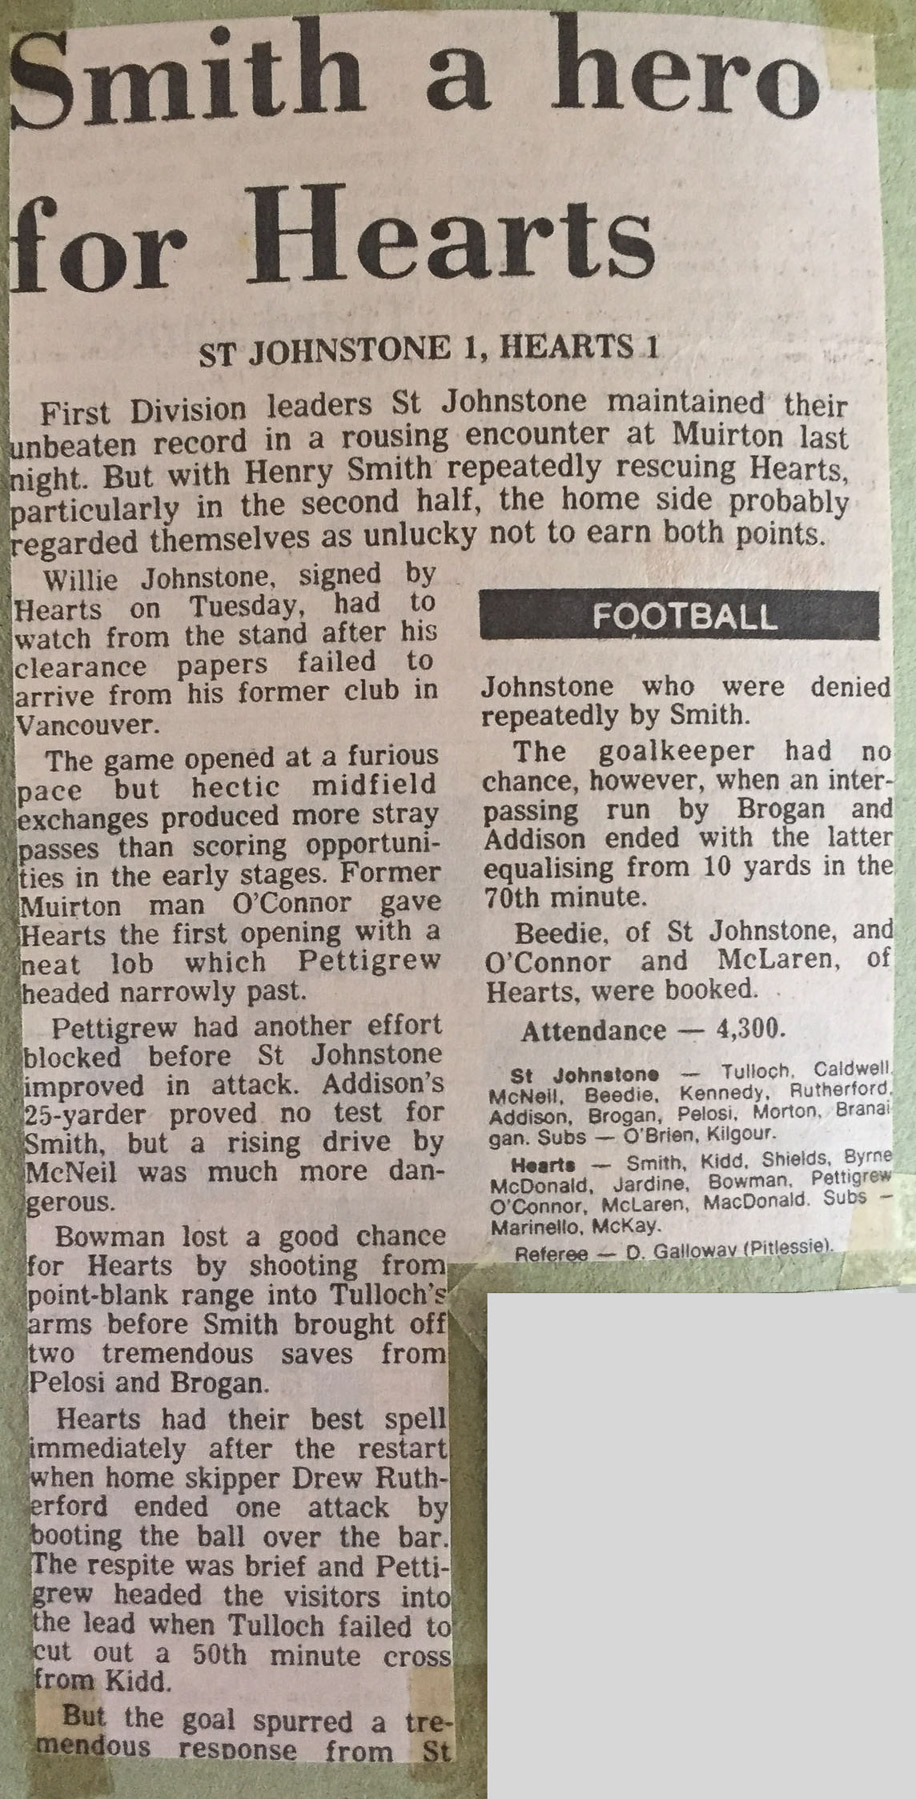 Smith a hero
for Hearts
ST JOHNSTONE 1, HEARTS 1
First Division leaders St Johnstone maintained their
unbeaten record in a rousing encounter at Muirton last
night. But with Henry Smith repeatedly rescuing Hearts,
particularly in the second half, the home side probably
regarded themselves as unlucky not to earn both points.
Willie Johnstone, signed by
Hearts on Tuesday, had to
watch from the stand after his
clearance papers failed to
arrive from his former club in
Vancouver.
The game opened at a furious
pace but hectic midfield
exchanges produced more stray
passes than scoring opportuni-
ties in the early stages. Former
Muirton man O'Connor gave
Hearts the first opening with a
neat lob which Pettigrew
headed narrowly past.
Pettigrew had another effort
blocked before St Johnstone
improved in attack. Addison's
25-yarder proved no test for
Smith, but a rising drive by
McNeil was much more dan-
gerous.
Bowman lost a good chance
for Hearts by shooting from
point-blank range into Tulloch's
arms before Smith brought off
two tremendous saves from
Pelosi and Brogan.
Hearts had their best spell
immediately after the restart
when home skipper Drew Ruth-
erford ended one attack by
booting the ball over the bar.
The respite was brief and Petti-
grew headed the visitors into
the lead when Tulloch failed to
cut out a 50th minute cross
from Kidd.
But the goal spurred a tre-
mendous response from St
FOOTBALL
Johnstone who were denied
repeatedly by Smith.
The goalkeeper had no
chance, however, when an inter-
passing run by Brogan and
Addison ended with the latter
equalising from 10 yards in the
70th minute.
Beedie, of St Johnstone, and
O'Connor and McLaren, of
Hearts, were booked.
Attendance — 4,300.
St Johnstone — Tulloch, Caldwell,
McNeil, Beedie, Kennedy, Rutherford,
Addison, Brogan, Pelosi, Morton, Branai
gan. Subs — O'Brien, Kilgour.
Hearts — Smith, Kidd, Shields, Byrne
McDonald, Jardine, Bowman, Pettigrew
O'Connor, McLaren, MacDonald. Subs —
Marinello, McKay.
Referee — D. Galloway (Pitlessie).